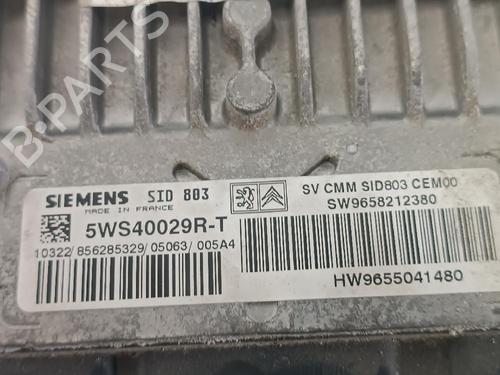 B-PARTS
SIEMENS SID 803
MADE IN FRANCE
5WS40029R-T
10322/856285329/05063/005A4
SV CMM SID803 CEM00
SW9658212380
HW9655041480